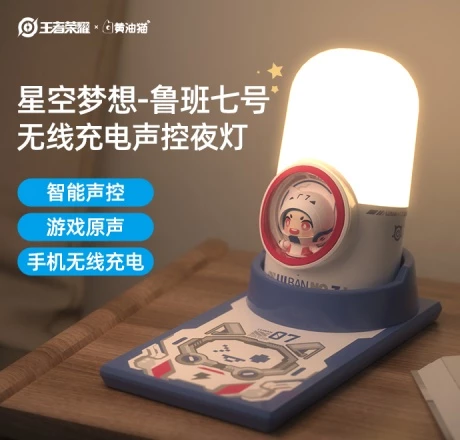 王者荣耀 × 黄油猫®
星空梦想-鲁班七号
无线充电声控夜灯
智能声控
游戏原声
手机无线充电
07